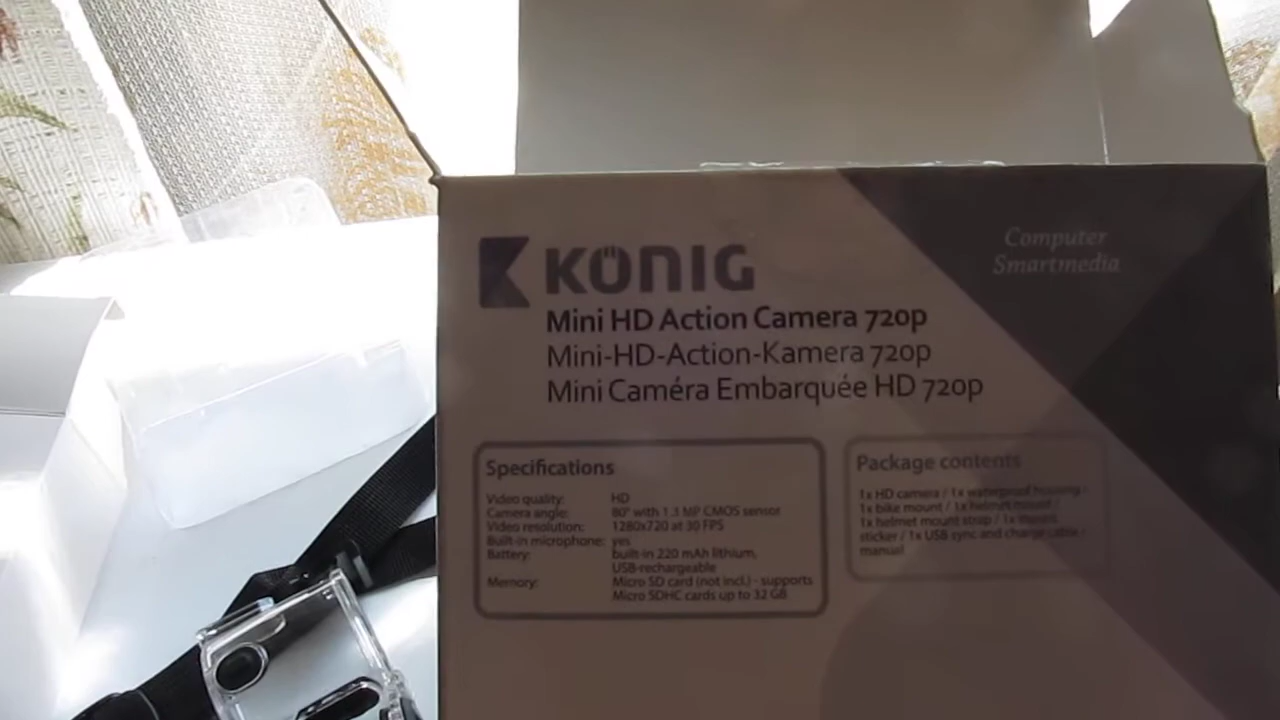 KÖNIG
Computer
Smartmedia
Mini HD Action Camera 720p
Mini-HD-Action-Kamera 720p
Mini Caméra Embarquée HD 720p
Specifications
Video quality: HD
Camera angle: 80° with 1.3 MP CMOS sensor
Video resolution: 1280x720 at 30 FPS
Built-in microphone: yes
Battery: built-in 220 mAh lithium,
USB-rechargeable
Memory: Micro SD card (not incl.) - supports
Micro SDHC cards up to 32 GB
Package contents
1x HD camera / 1x waterproof housing /
1x bike mount / 1x helmet mount /
1x helmet mount strap / 1x
sticker / 1x USB sync and charge cable /
manual